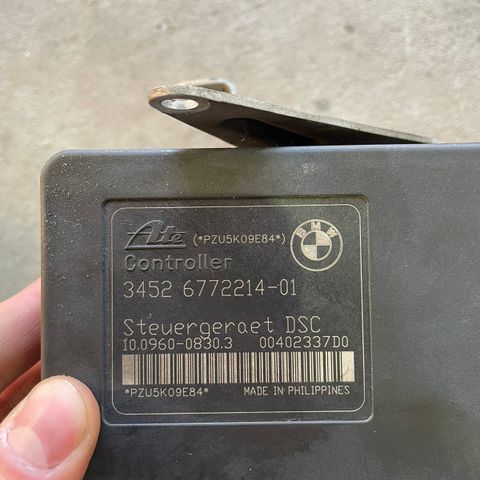 Ate (*PZU5K09E84*) BMW
Controller
3452 6772214-01
Steuergeraet DSC
10.0960-0830.3 00402337D0
*PZU5K09E84* MADE IN PHILIPPINES